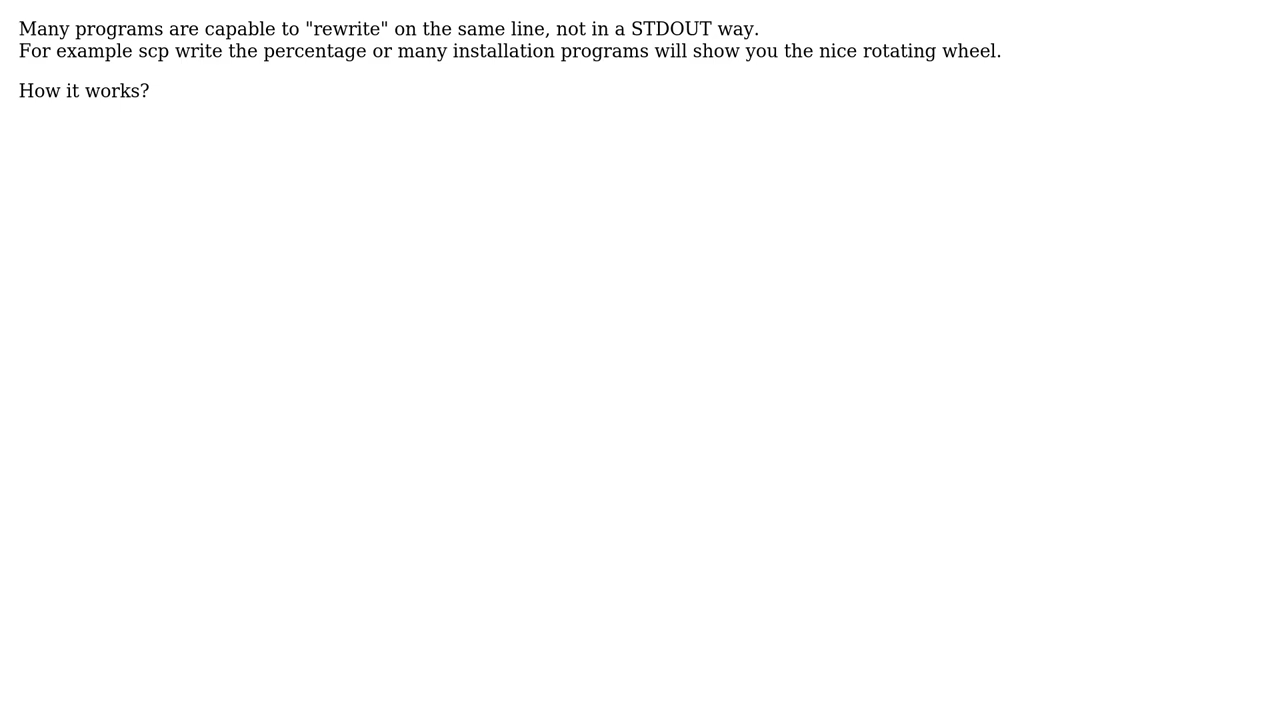 Many programs are capable to "rewrite" on the same line, not in a STDOUT way.
For example scp write the percentage or many installation programs will show you the nice rotating wheel.
How it works?